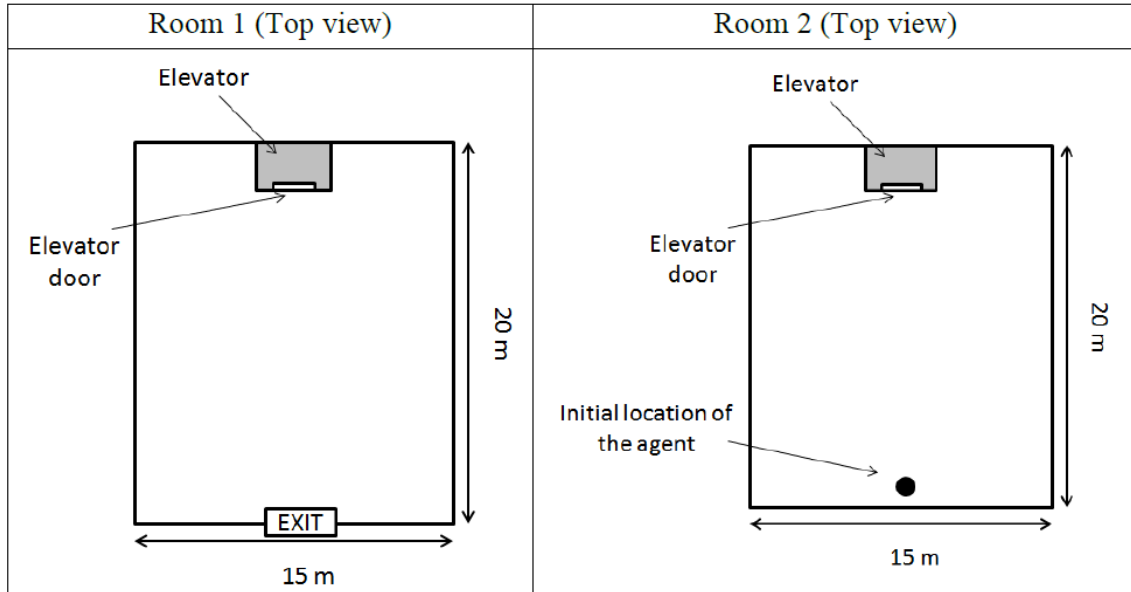 Room 1 (Top view)
Room 2 (Top view)
Elevator
Elevator
door
20 m
EXIT
15 m
Elevator
Elevator
door
20 m
Initial location of
the agent
15 m